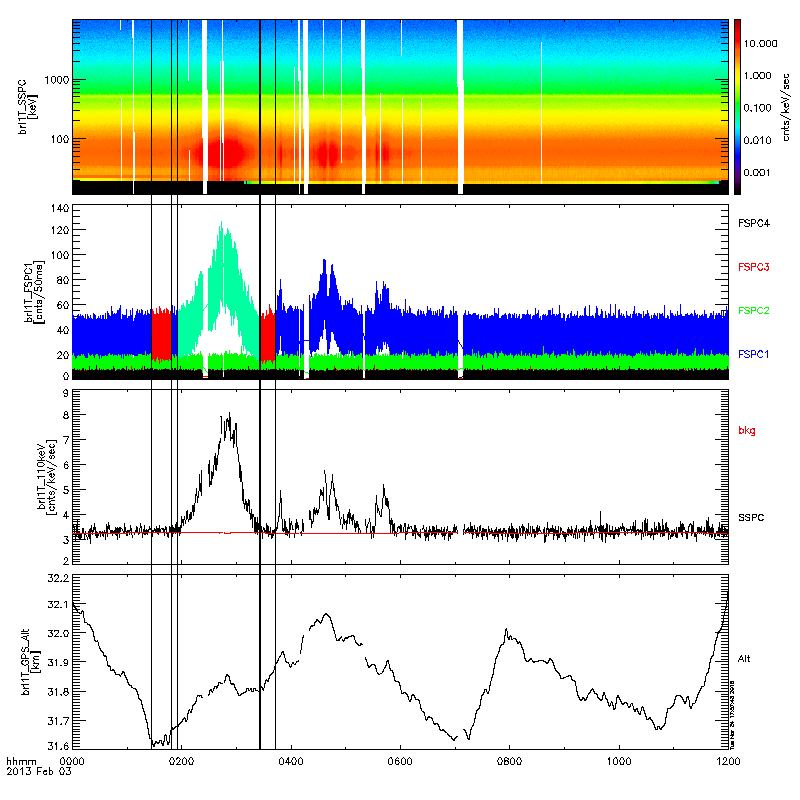 brl1T_SSPC
[keV]
1000
100
10.000
1.000
0.100
0.010
0.001
cnts/keV/sec
brl1T_FSPC1
[cnts/50ms]
140
120
100
80
60
40
20
0
FSPC4
FSPC3
FSPC2
FSPC1
brl1T_110keV
[cnts/keV/sec]
9
8
7
6
5
4
3
2
bkg
SSPC
brl1T_GPS_Alt
[km]
32.2
32.1
32.0
31.9
31.8
31.7
31.6
Alt
hhmm
0000 0200 0400 0600 0800 1000 1200
2013 Feb 03